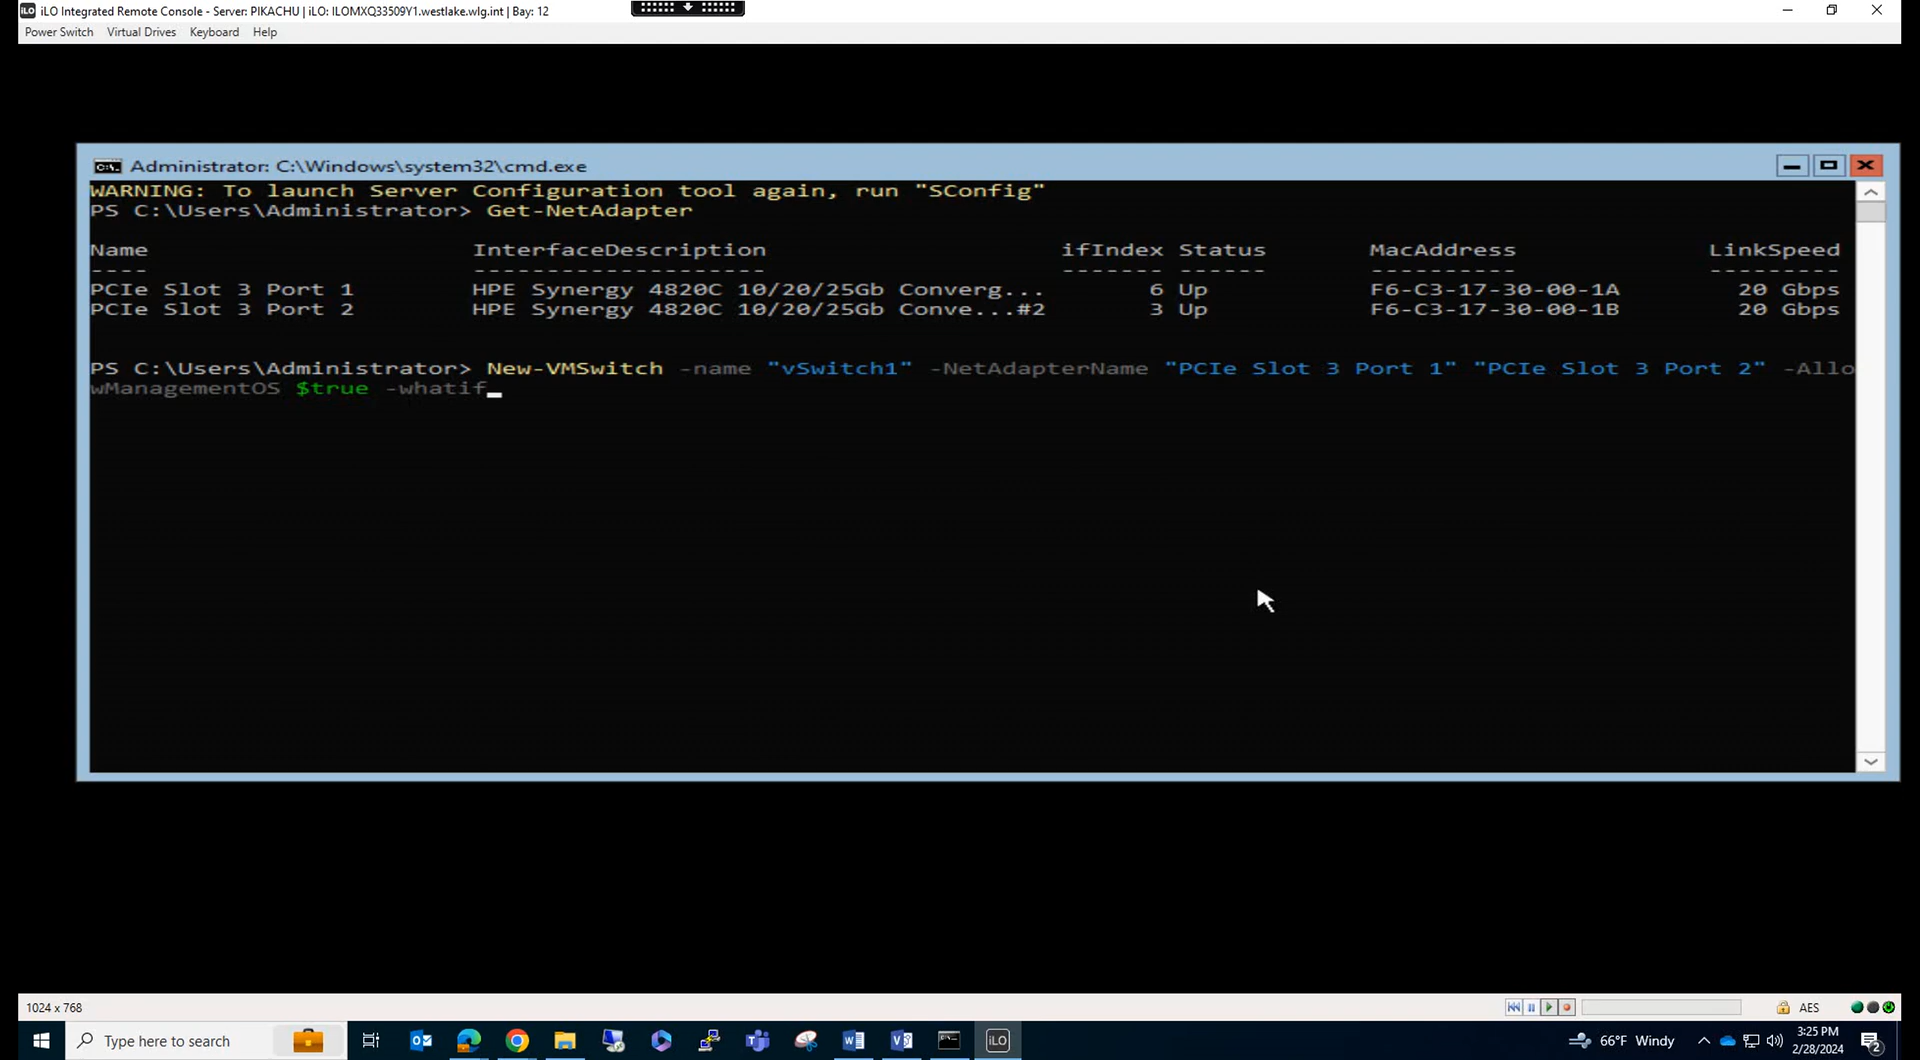 iLO Integrated Remote Console - Server: PIKACHU | iLO: ILOMXQ33509Y1.westlake.wlg.int | Bay: 12
Power Switch Virtual Drives Keyboard Help
Administrator: C:\Windows\system32\cmd.exe
WARNING: To launch Server Configuration tool again, run "SConfig"
PS C:\Users\Administrator> Get-NetAdapter
Name InterfaceDescription ifIndex Status MacAddress LinkSpeed
---- -------------------- ------- ------ ---------- ---------
PCIe Slot 3 Port 1 HPE Synergy 4820C 10/20/25Gb Converg... 6 Up F6-C3-17-30-00-1A 20 Gbps
PCIe Slot 3 Port 2 HPE Synergy 4820C 10/20/25Gb Conve...#2 3 Up F6-C3-17-30-00-1B 20 Gbps
PS C:\Users\Administrator> New-VMSwitch -name "vSwitch1" -NetAdapterName "PCIe Slot 3 Port 1" "PCIe Slot 3 Port 2" -Allo
wManagementOS $true -whatif_
1024 x 768 AES
Type here to search 66°F Windy 3:25 PM
2/28/2024